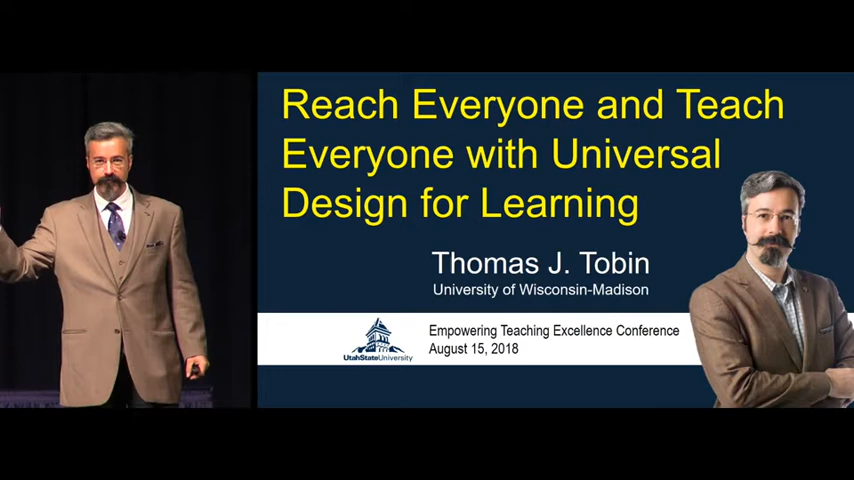 Reach Everyone and Teach
Everyone with Universal
Design for Learning
Thomas J. Tobin
University of Wisconsin-Madison
Empowering Teaching Excellence Conference
August 15, 2018
UtahStateUniversity